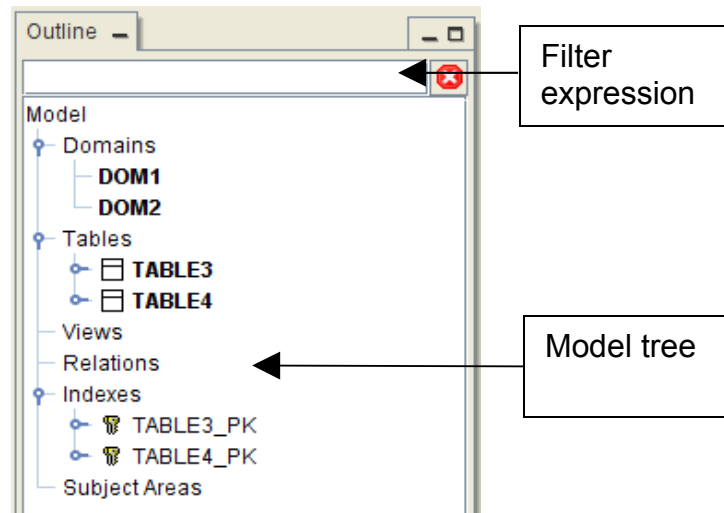 Outline
Filter
expression
Model
Domains
DOM1
DOM2
Tables
TABLE3
TABLE4
Views
Relations
Model tree
Indexes
TABLE3_PK
TABLE4_PK
Subject Areas